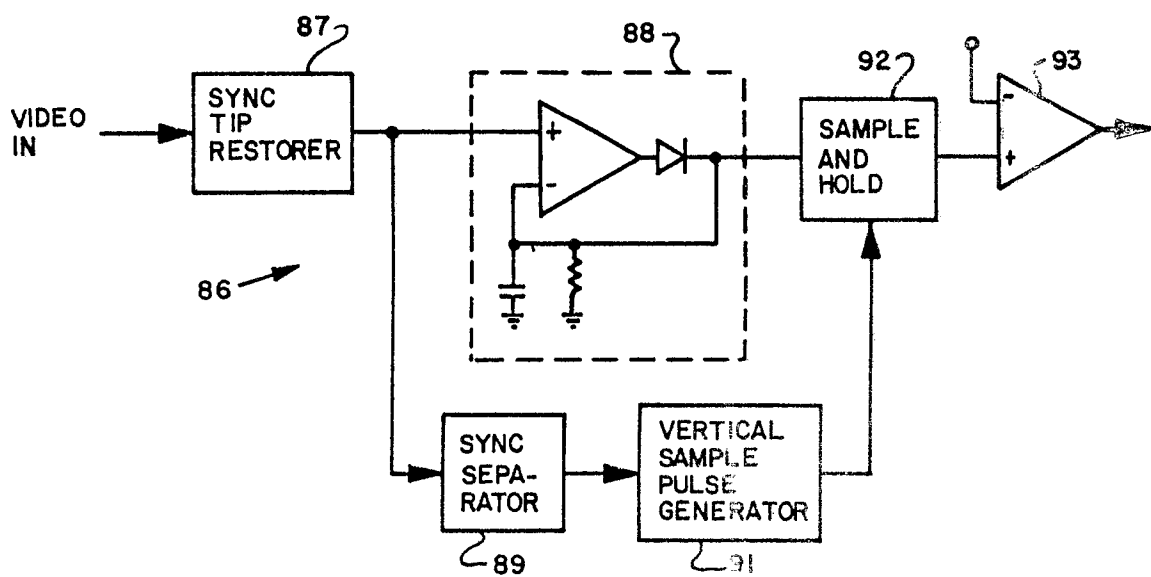 87
SYNC
TIP
RESTORER
VIDEO
IN
88
+
-
92
SAMPLE
AND
HOLD
93
-
+
86
SYNC
SEPA-
RATOR
89
VERTICAL
SAMPLE
PULSE
GENERATOR
91